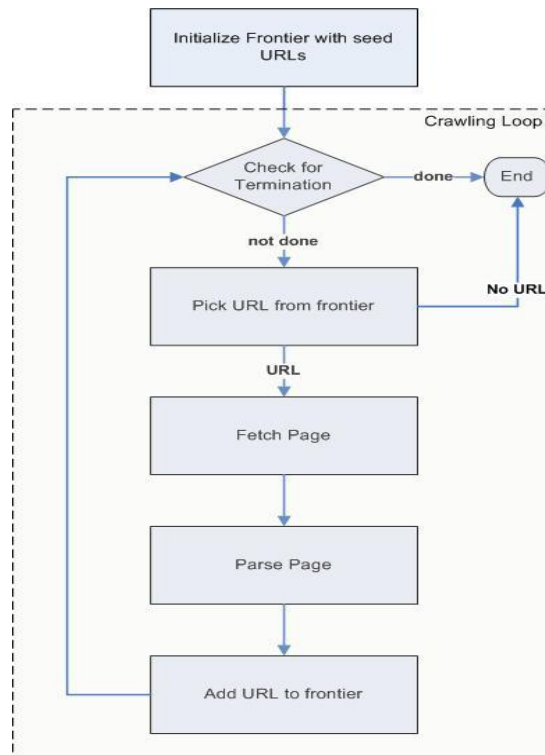 Initialize Frontier with seed
URLs
Crawling Loop
Check for
Termination
done
End
not done
Pick URL from frontier
No URL
URL
Fetch Page
Parse Page
Add URL to frontier